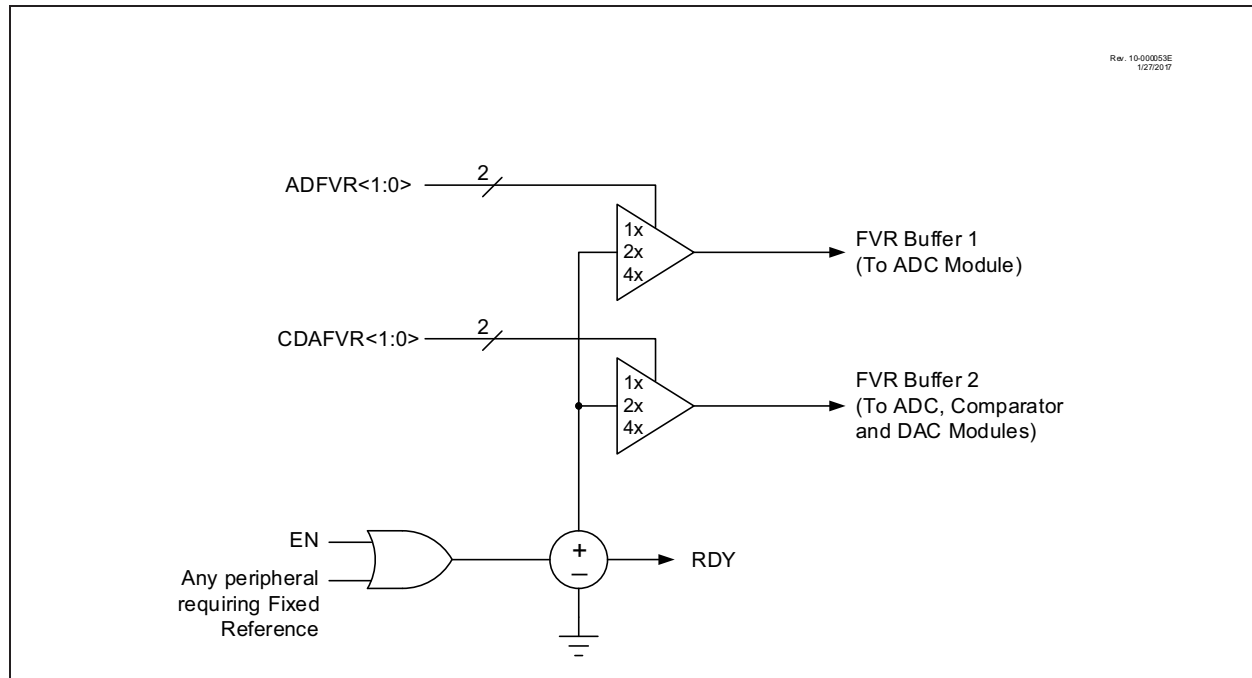 Rev. 10-000053E
1/27/2017
ADFVR<1:0>
2
1x
2x
4x
FVR Buffer 1
(To ADC Module)
CDAFVR<1:0>
2
1x
2x
4x
FVR Buffer 2
(To ADC, Comparator
and DAC Modules)
EN
Any peripheral
requiring Fixed
Reference
+
–
RDY